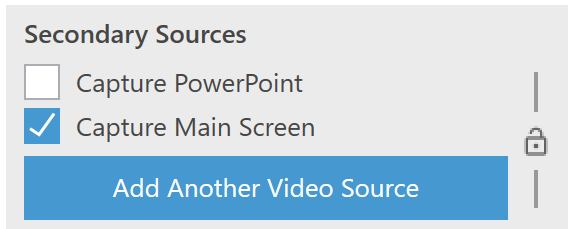 Secondary Sources
Capture PowerPoint
Capture Main Screen
Add Another Video Source